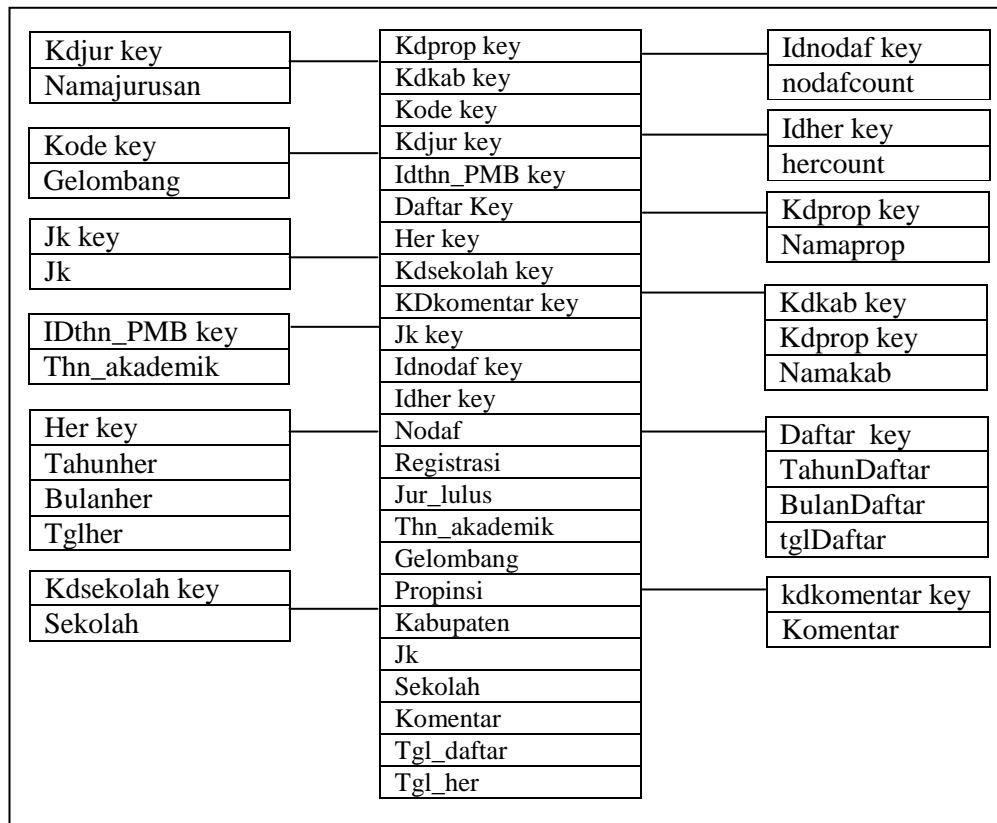 Kdjur key
Namajurusan
Kode key
Gelombang
Jk key
Jk
IDthn_PMB key
Thn_akademik
Her key
Tahunher
Bulanher
Tglher
Kdsekolah key
Sekolah
Kdprop key
Kdkab key
Kode key
Kdjur key
Idthn_PMB key
Daftar Key
Her key
Kdsekolah key
KDkomentar key
Jk key
Idnodaf key
Idher key
Nodaf
Registrasi
Jur_lulus
Thn_akademik
Gelombang
Propinsi
Kabupaten
Jk
Sekolah
Komentar
Tgl_daftar
Tgl_her
Idnodaf key
nodafcount
Idher key
hercount
Kdprop key
Namaprop
Kdkab key
Kdprop key
Namakab
Daftar key
TahunDaftar
BulanDaftar
tglDaftar
kdkomentar key
Komentar